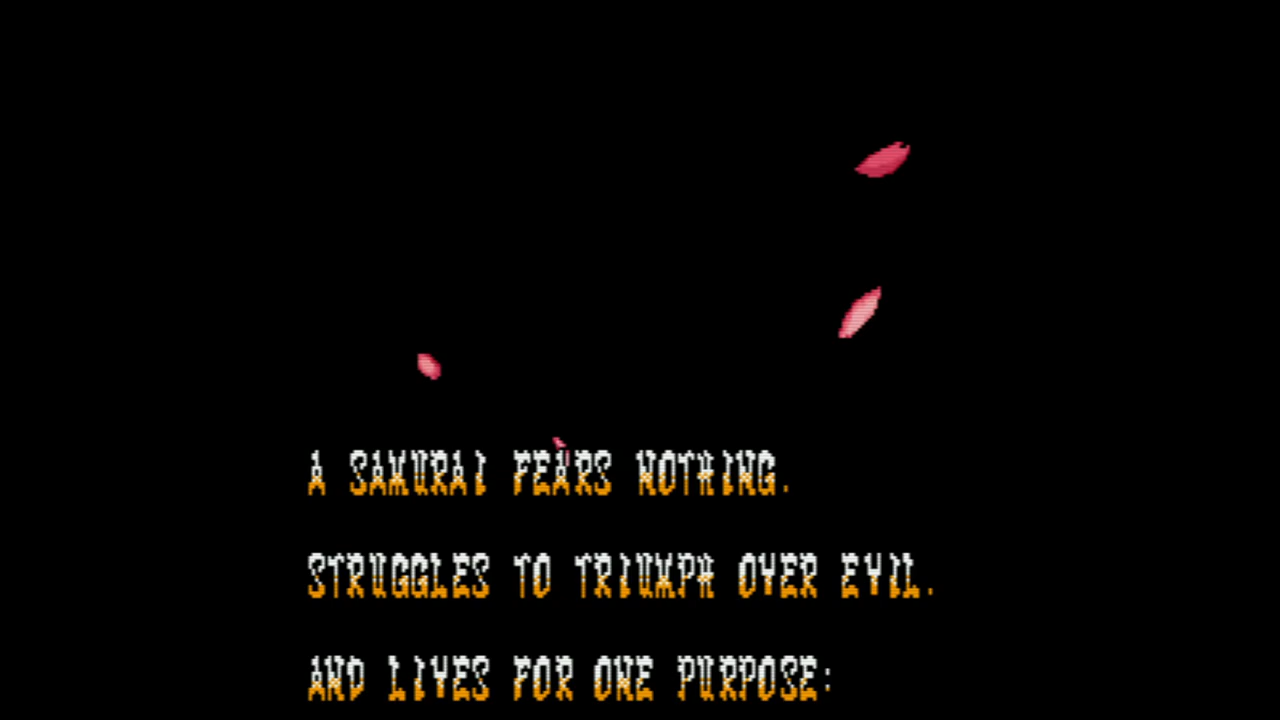 A SAMURAI FEARS NOTHING.
STRUGGLES TO TRIUMPH OVER EVIL.
AND LIVES FOR ONE PURPOSE: